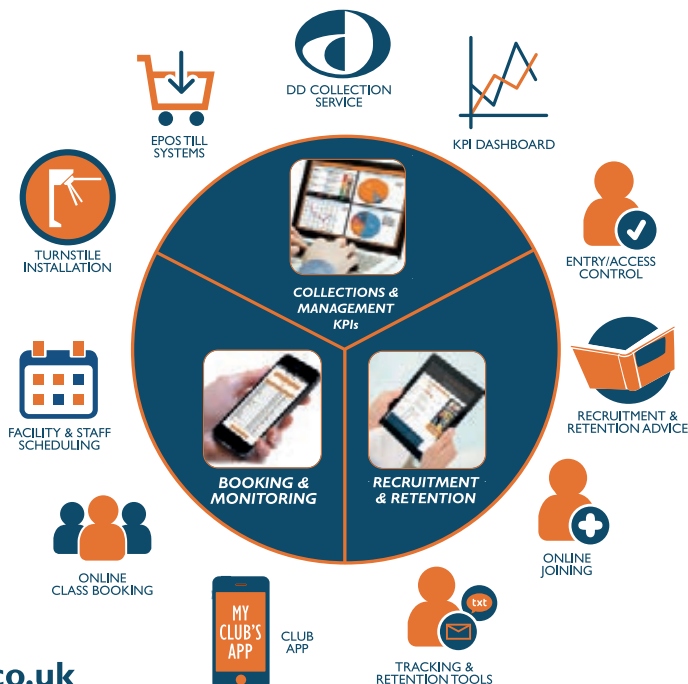 DD COLLECTION
SERVICE
EPOS TILL
SYSTEMS
KPI DASHBOARD
TURNSTILE
INSTALLATION
ENTRY/ACCESS
CONTROL
COLLECTIONS &
MANAGEMENT
KPIs
FACILITY & STAFF
SCHEDULING
RECRUITMENT &
RETENTION ADVICE
BOOKING &
MONITORING
RECRUITMENT
& RETENTION
ONLINE
CLASS BOOKING
ONLINE
JOINING
MY
CLUB'S
APP
CLUB
APP
txt
TRACKING &
RETENTION TOOLS
co.uk